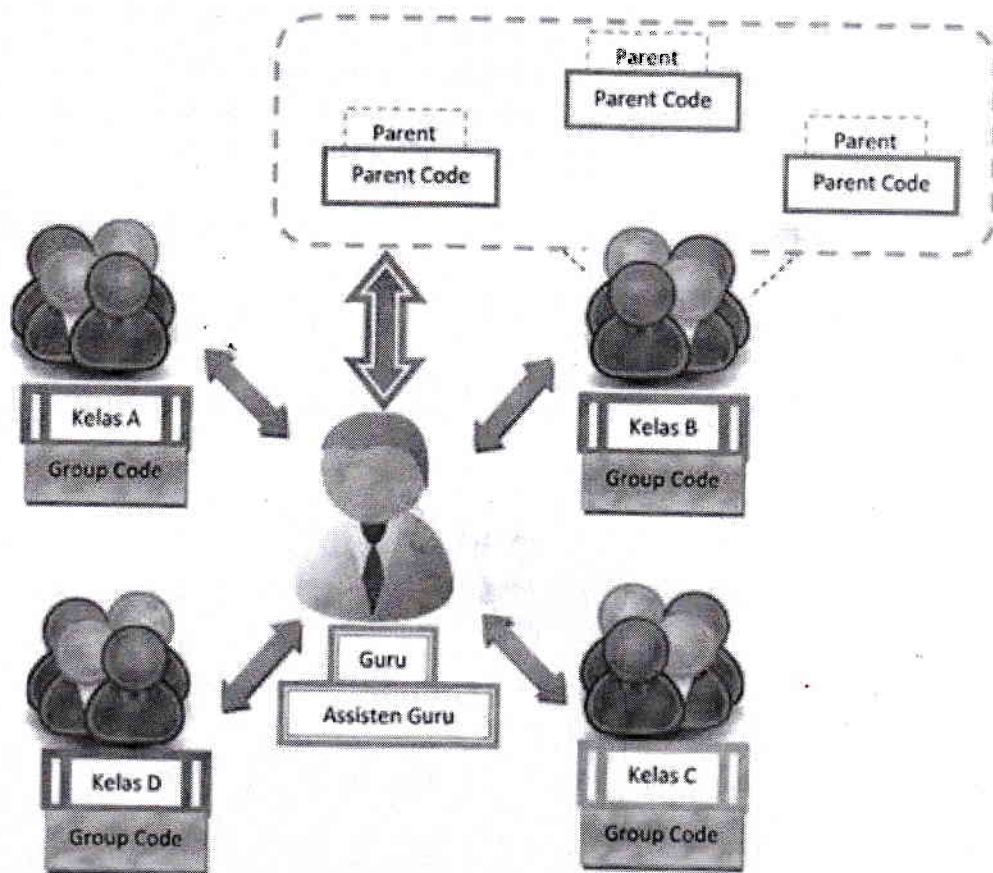 Parent
Parent Code
Parent
Parent Code
Parent
Parent Code
Kelas A
Group Code
Kelas B
Group Code
Guru
Assisten Guru
Kelas D
Group Code
Kelas C
Group Code